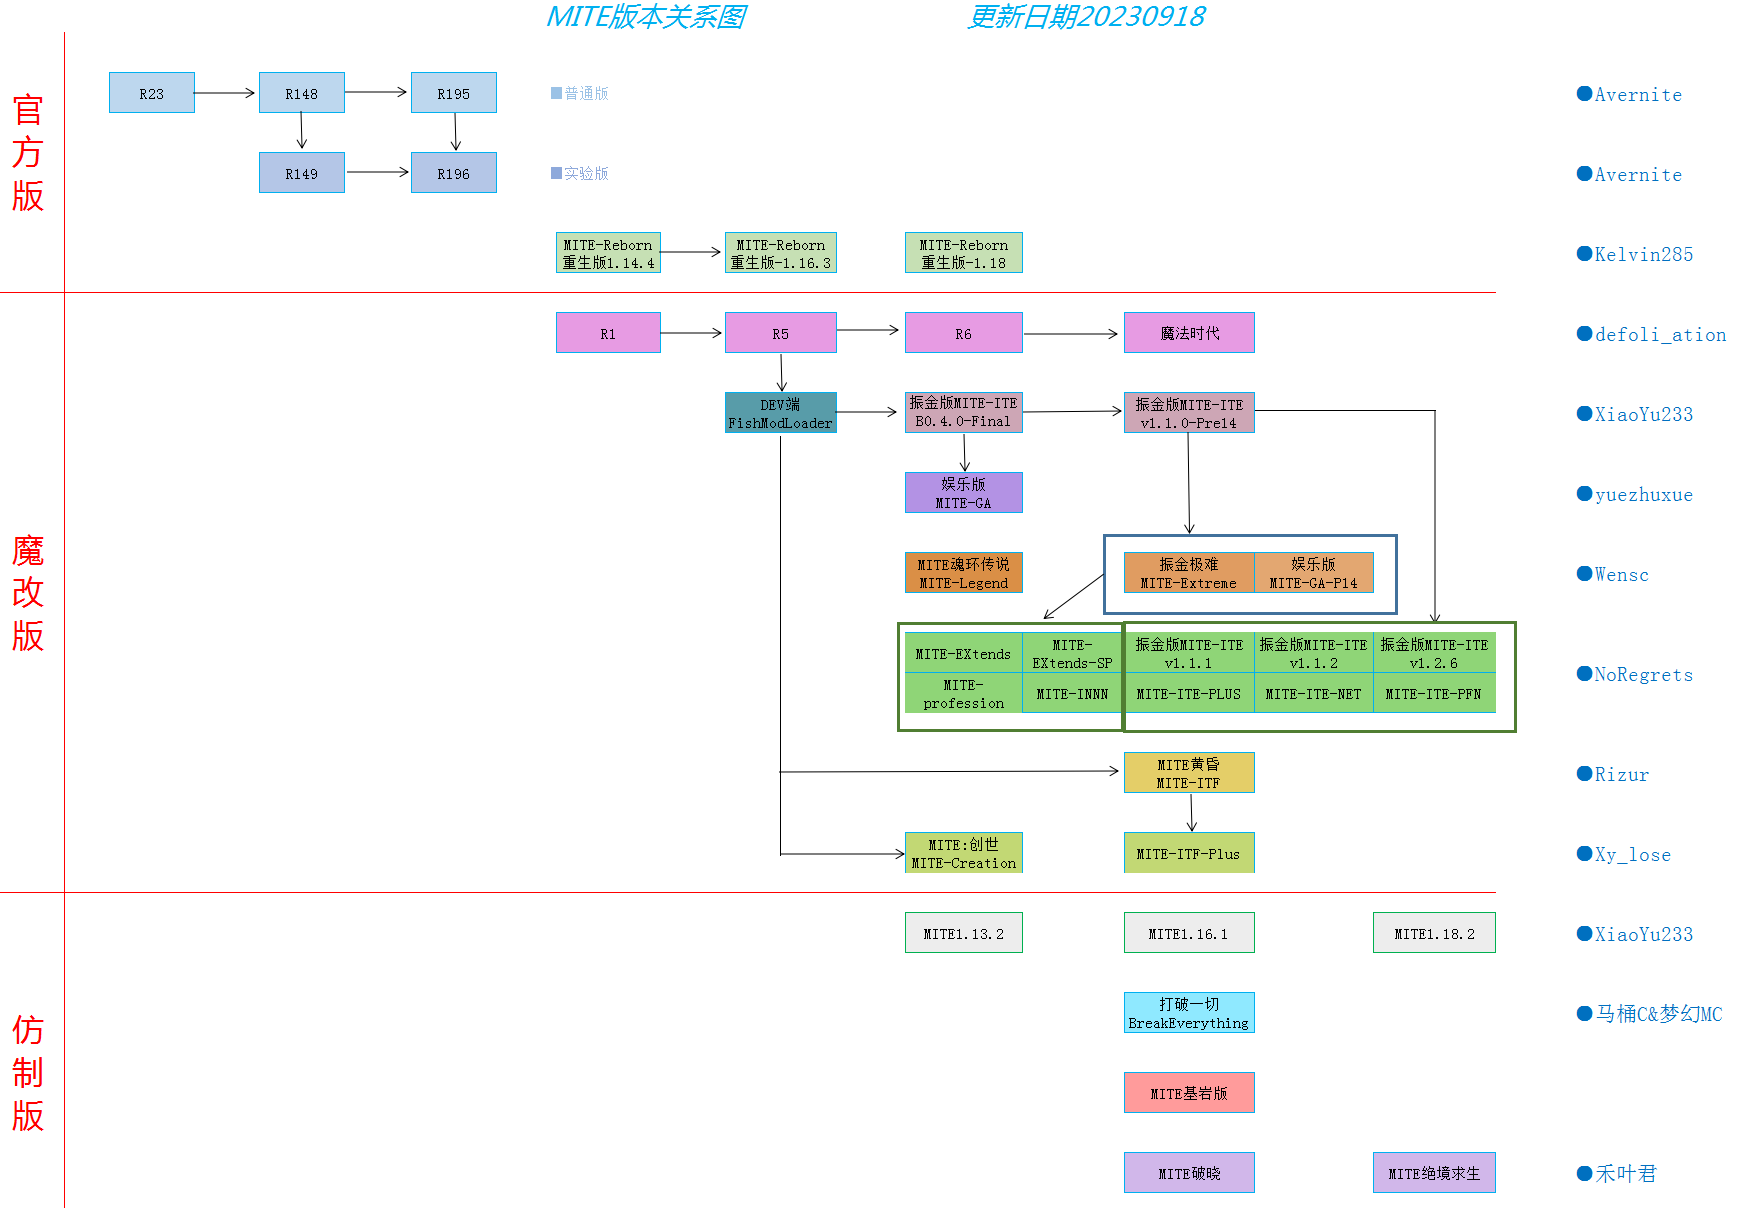 MITE版本关系图 更新日期20230918
官方版
R23 R148 R195 普通版 Avernite
R149 R196 实验版 Avernite
MITE-Reborn
重生版1.14.4
MITE-Reborn
重生版-1.16.3
MITE-Reborn
重生版-1.18
Kelvin285
魔改版
R1 R5 R6 魔法时代 defoli_ation
DEV端
FishModLoader
振金版MITE-ITE
B0.4.0-Final
振金版MITE-ITE
v1.1.0-Pre14
XiaoYu233
娱乐版
MITE-GA
yuezhuxue
MITE魂环传说
MITE-Legend
振金极难
MITE-Extreme
娱乐版
MITE-GA-P14
Wensc
MITE-EXtends
MITE-
EXtends-SP
振金版MITE-ITE
v1.1.1
振金版MITE-ITE
v1.1.2
振金版MITE-ITE
v1.2.6
MITE-
profession
MITE-INNN
MITE-ITE-PLUS
MITE-ITE-NET
MITE-ITE-PFN
NoRegrets
MITE黄昏
MITE-ITF
Rizur
MITE:创世
MITE-Creation
MITE-ITF-Plus
Xy_lose
仿制版
MITE1.13.2 MITE1.16.1 MITE1.18.2 XiaoYu233
打破一切
BreakEverything
马桶C&梦幻MC
MITE基岩版
MITE破晓 MITE绝境求生 禾叶君